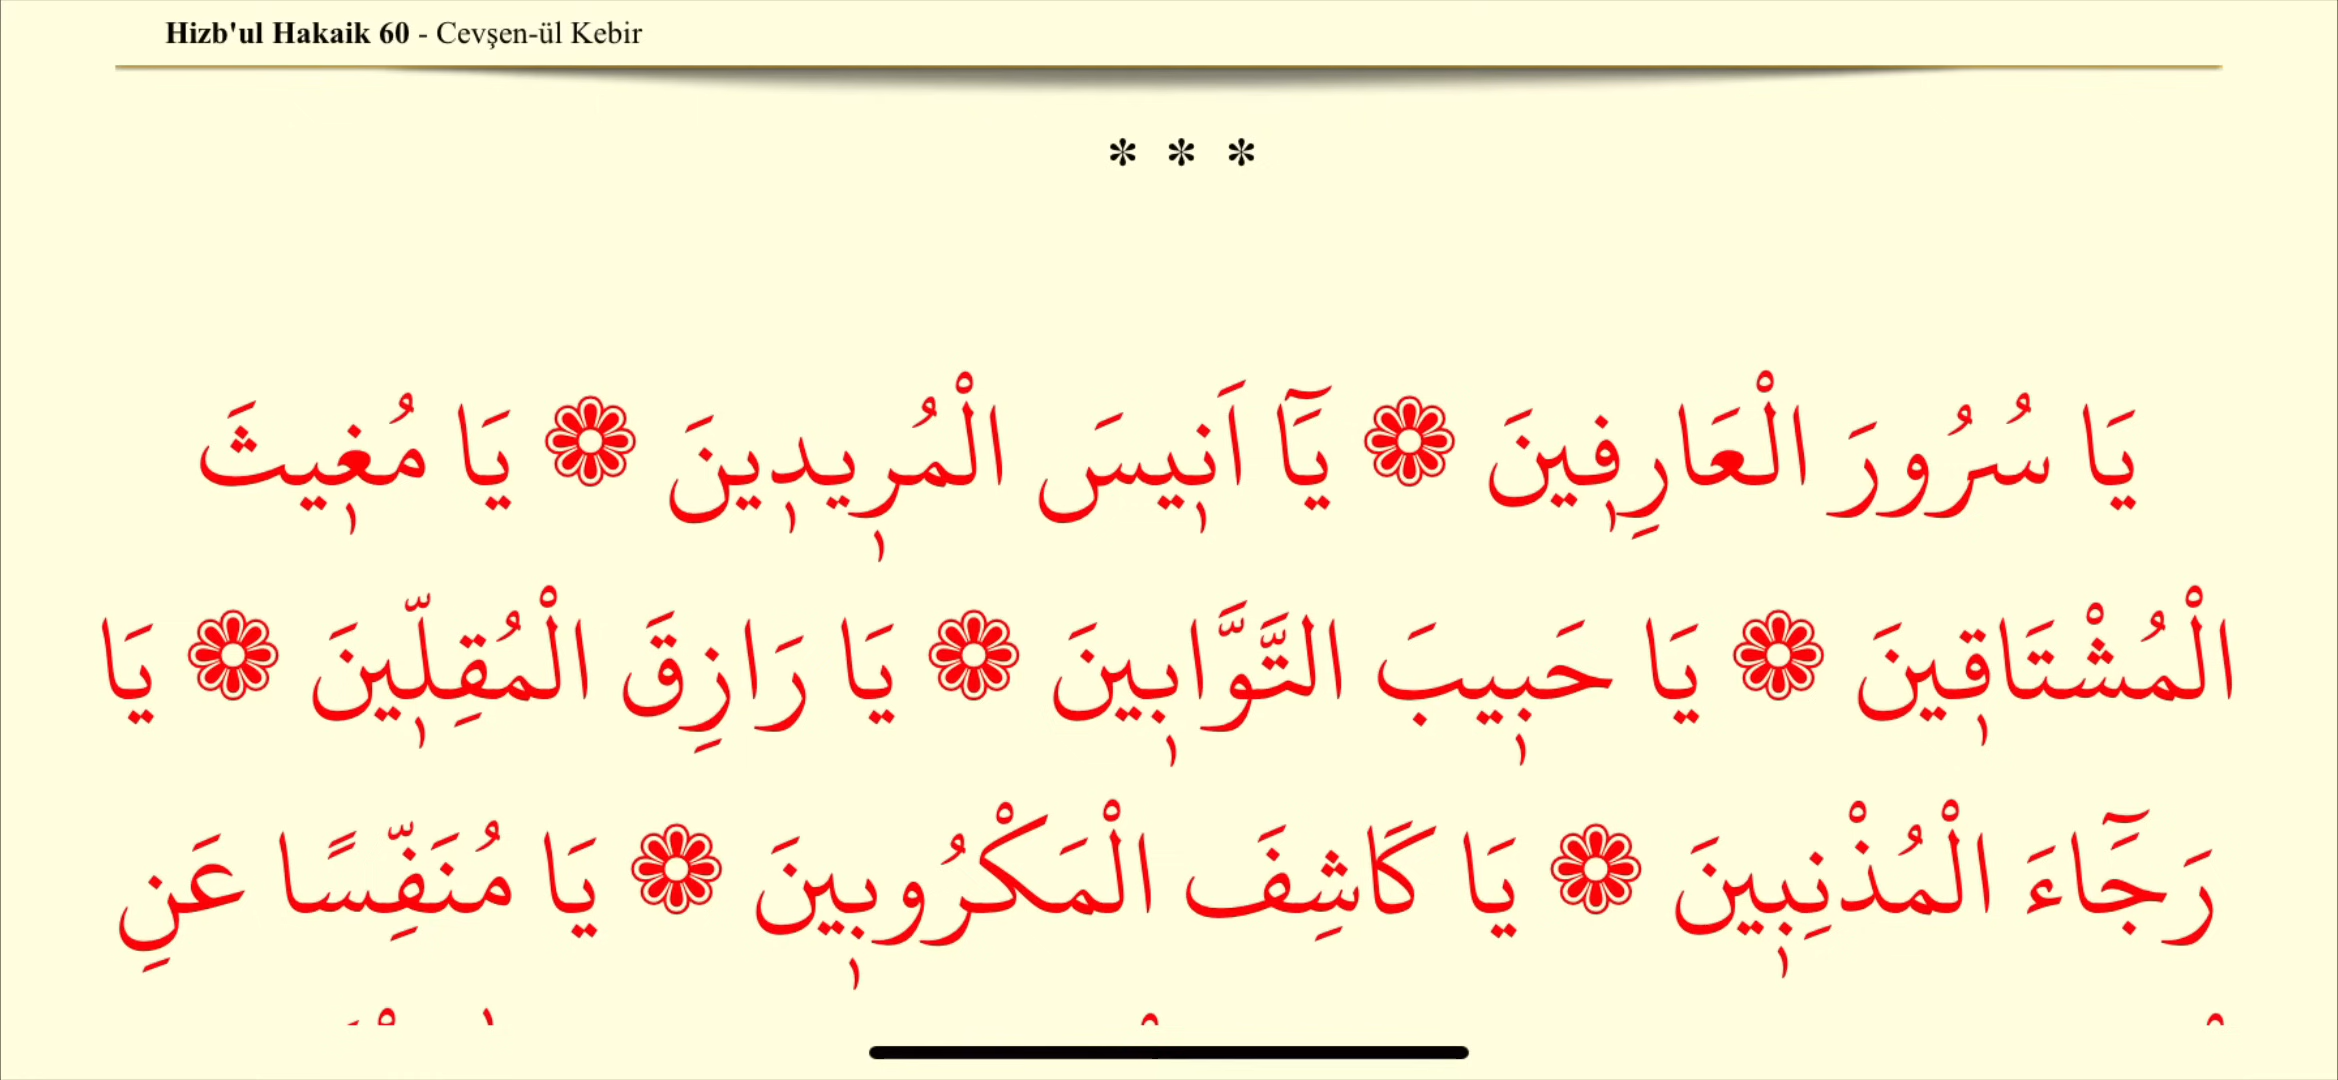 Hizb'ul Hakaik 60 - Cevşen-ül Kebir
* * *
يَا سُرُورَ الْعَارِفٖينَ ❁ يَٓا اَنٖيسَ الْمُرٖيدٖينَ ❁ يَا مُغٖيثَ
الْمُشْتَاقٖينَ ❁ يَا حَبٖيبَ التَّوَّابٖينَ ❁ يَا رَازِقَ الْمُقِلّٖينَ ❁ يَا
رَجَٓاءَ الْمُذْنِبٖينَ ❁ يَا كَاشِفَ الْمَكْرُوبٖينَ ❁ يَا مُنَفِّسًا عَنِ